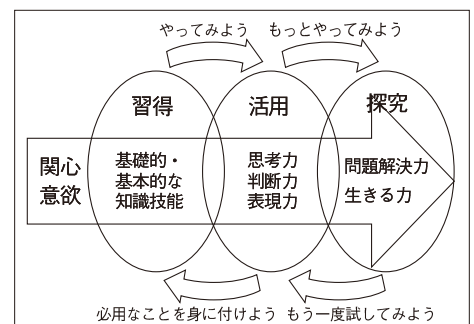 やってみよう
もっとやってみよう
習得
活用
探究
関心
意欲
基礎的・
基本的な
知識技能
思考力
判断力
表現力
問題解決力
生きる力
必用なことを身に付けよう
もう一度試してみよう